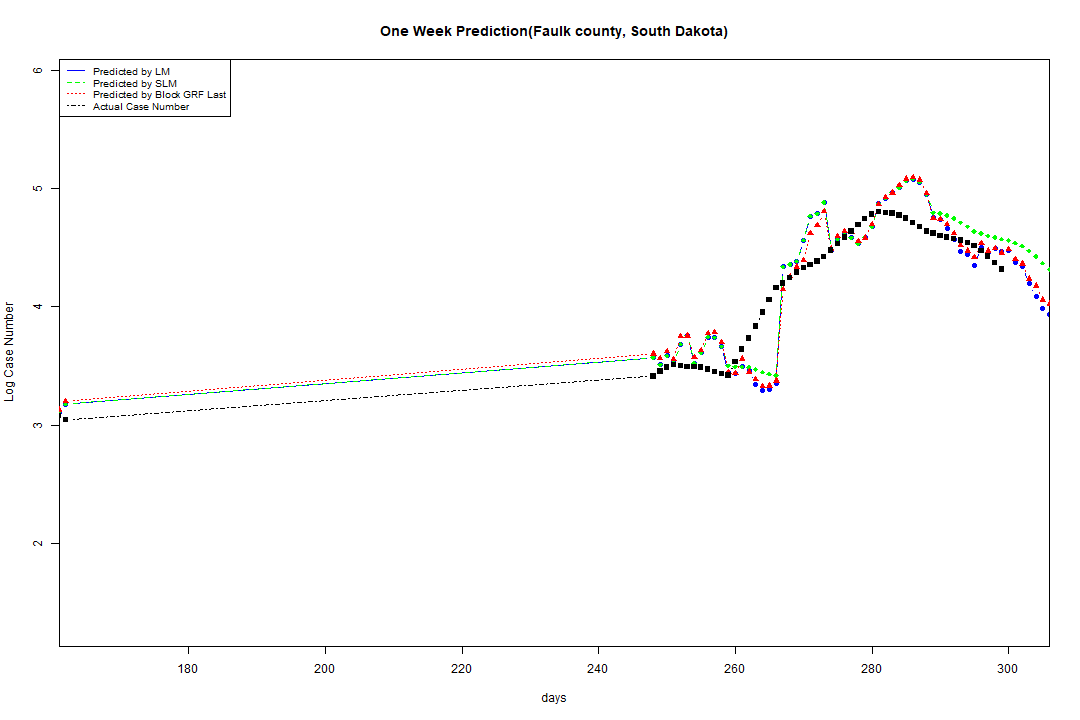 One Week Prediction(Faulk county, South Dakota)
Predicted by LM
Predicted by SLM
Predicted by Block GRF Last
Actual Case Number
Log Case Number
6
5
4
3
2
180 200 220 240 260 280 300
days